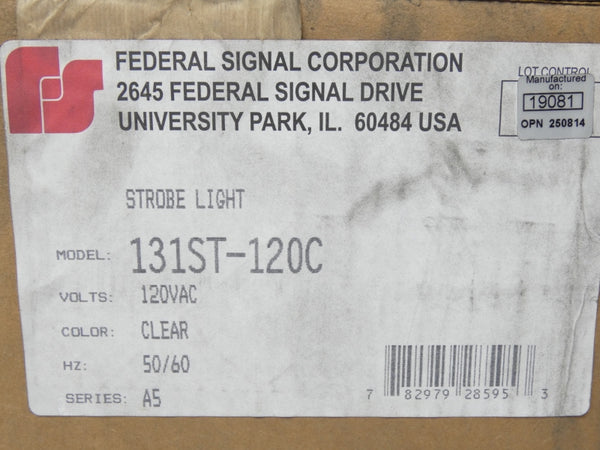 FEDERAL SIGNAL CORPORATION
2645 FEDERAL SIGNAL DRIVE
UNIVERSITY PARK, IL. 60484 USA
LOT CONTROL
Manufactured
on:
19081
OPN 250814
STROBE LIGHT
MODEL: 131ST-120C
VOLTS: 120VAC
COLOR: CLEAR
HZ: 50/60
SERIES: A5
7 82979 28595 3